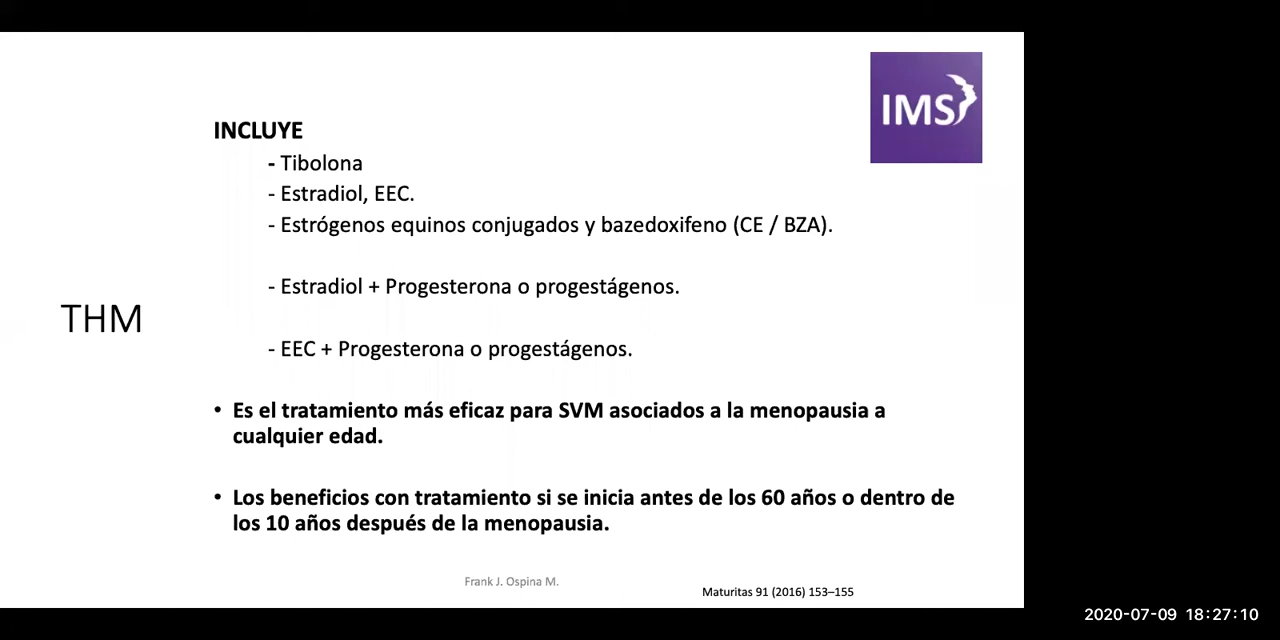 IMS
INCLUYE
- Tibolona
- Estradiol, EEC.
- Estrógenos equinos conjugados y bazedoxifeno (CE / BZA).
- Estradiol + Progesterona o progestágenos.
THM
- EEC + Progesterona o progestágenos.
• Es el tratamiento más eficaz para SVM asociados a la menopausia a
cualquier edad.
• Los beneficios con tratamiento si se inicia antes de los 60 años o dentro de
los 10 años después de la menopausia.
Frank J. Ospina M.
Maturitas 91 (2016) 153–155
2020-07-09 18:27:10